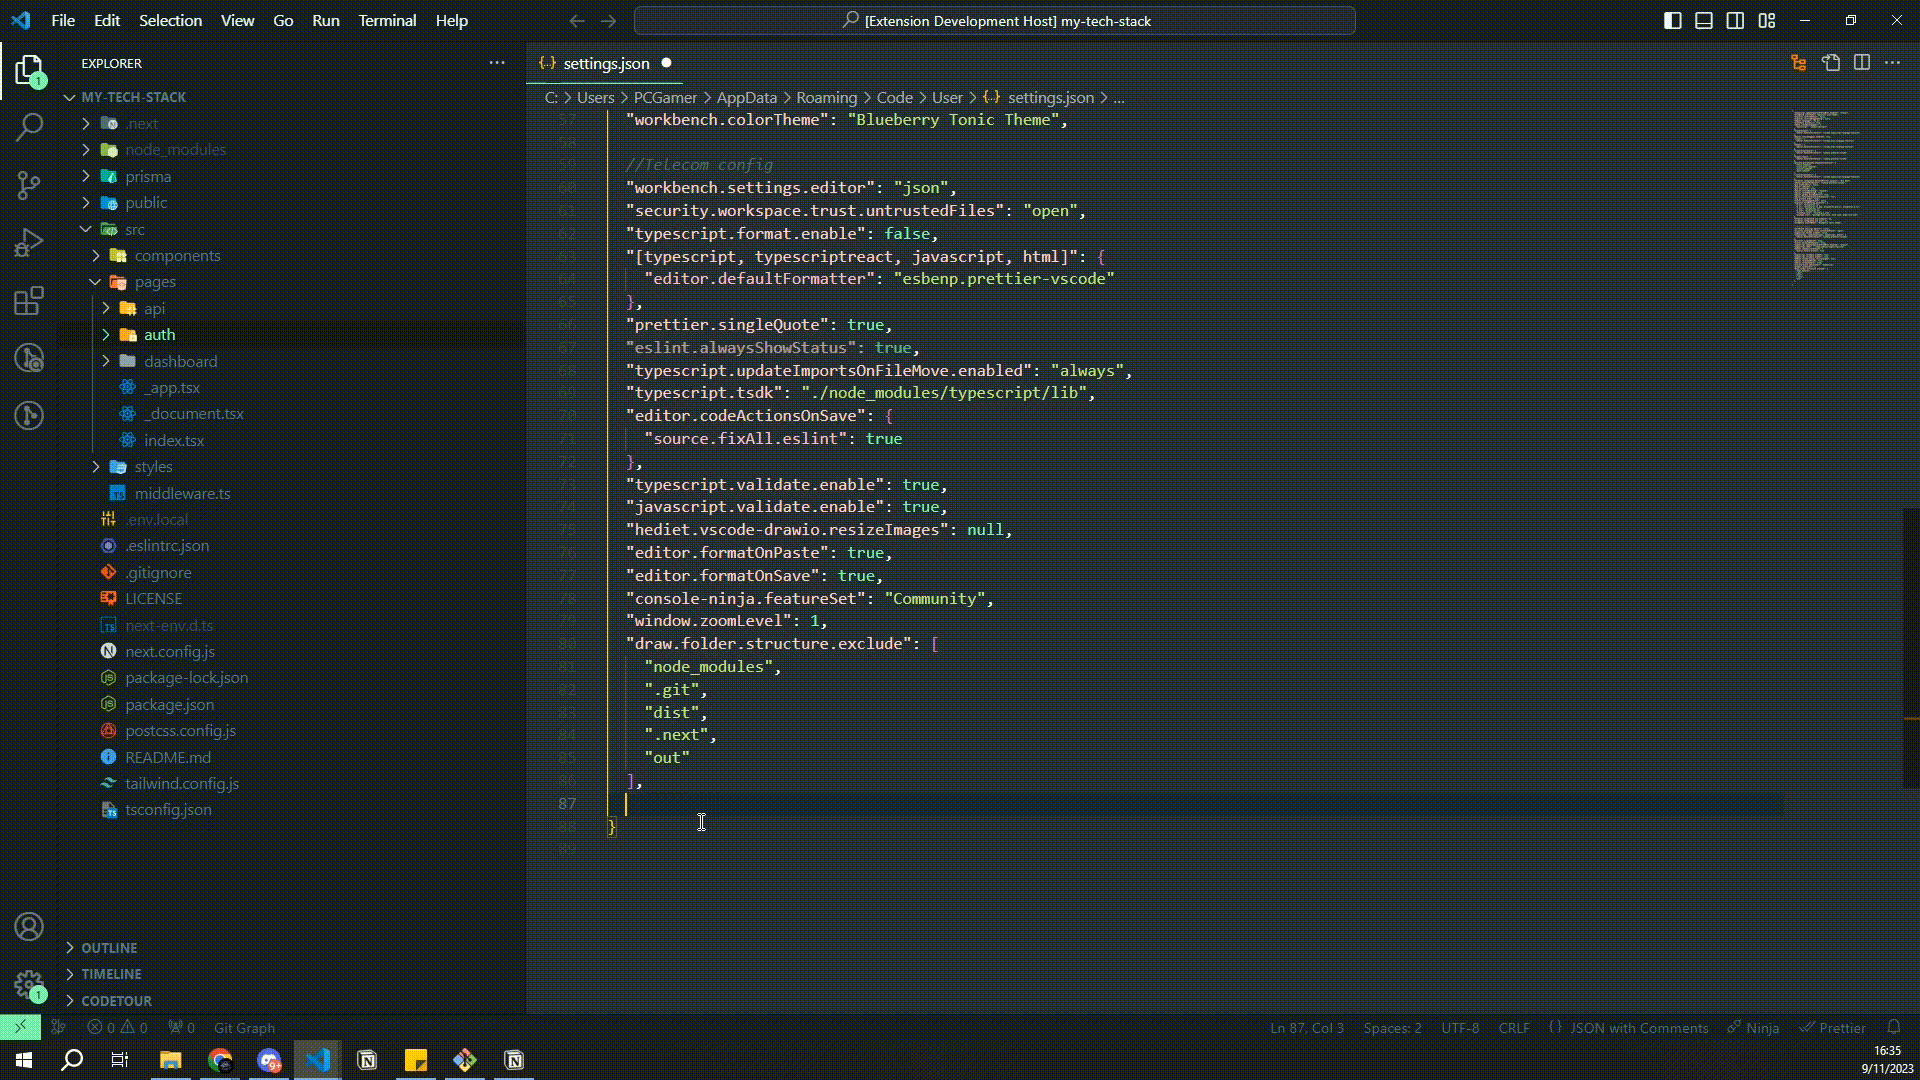 File Edit Selection View Go Run Terminal Help
[Extension Development Host] my-tech-stack
EXPLORER
MY-TECH-STACK
.next
node_modules
prisma
public
src
components
pages
api
auth
dashboard
_app.tsx
_document.tsx
index.tsx
styles
middleware.ts
.env.local
.eslintrc.json
.gitignore
LICENSE
next-env.d.ts
next.config.js
package-lock.json
package.json
postcss.config.js
README.md
tailwind.config.js
tsconfig.json
OUTLINE
TIMELINE
CODETOUR
{..} settings.json
C: > Users > PCGamer > AppData > Roaming > Code > User > {..} settings.json > ...
57 "workbench.colorTheme": "Blueberry Tonic Theme",
58
59 //Telecom config
60 "workbench.settings.editor": "json",
61 "security.workspace.trust.untrustedFiles": "open",
62 "typescript.format.enable": false,
63 "[typescript, typescriptreact, javascript, html]": {
64 "editor.defaultFormatter": "esbenp.prettier-vscode"
65 },
66 "prettier.singleQuote": true,
67 "eslint.alwaysShowStatus": true,
68 "typescript.updateImportsOnFileMove.enabled": "always",
69 "typescript.tsdk": "./node_modules/typescript/lib",
70 "editor.codeActionsOnSave": {
71 "source.fixAll.eslint": true
72 },
73 "typescript.validate.enable": true,
74 "javascript.validate.enable": true,
75 "hediet.vscode-drawio.resizeImages": null,
76 "editor.formatOnPaste": true,
77 "editor.formatOnSave": true,
78 "console-ninja.featureSet": "Community",
79 "window.zoomLevel": 1,
80 "draw.folder.structure.exclude": [
81 "node_modules",
82 ".git",
83 "dist",
84 ".next",
85 "out"
86 ],
87
88 }
89
0 0 0 Git Graph
Ln 87, Col 3 Spaces: 2 UTF-8 CRLF {} JSON with Comments Ninja Prettier
16:35
9/11/2023